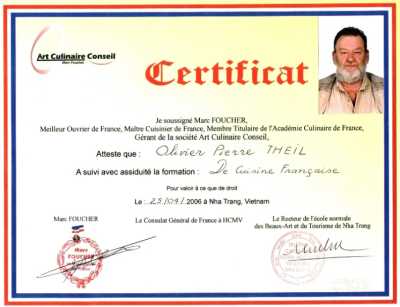 Art Culinaire Conseil
Marc Foucher
Certificat
Je soussigné Marc FOUCHER,
Meilleur Ouvrier de France, Maître Cuisinier de France, Membre Titulaire de l'Académie Culinaire de France,
Gérant de la société Art Culinaire Conseil,
Atteste que : Olivier Pierre THEIL
A suivi avec assiduité la formation : De Cuisine Française
Pour valoir à ce que de droit
Le : 23/09/2006 à Nha Trang, Vietnam
Marc FOUCHER
Le Consulat Général de France à HCMV
Le Recteur de l'école normale
des Beaux-Art et du Tourisme de Nha Trang
Marc
FOUCHER